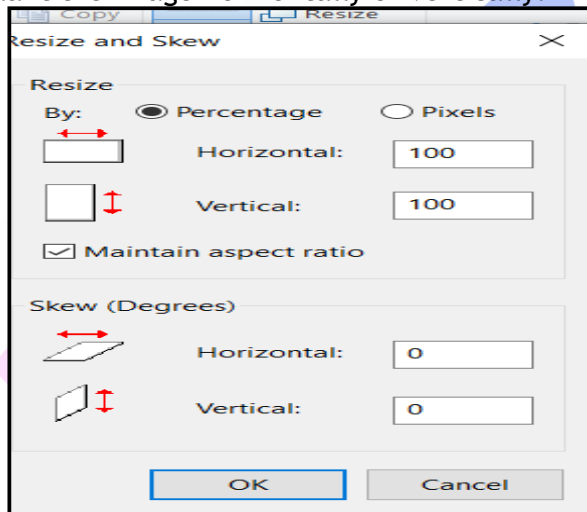 Copy Resize
Resize and Skew
Resize
By: Percentage Pixels
Horizontal: 100
Vertical: 100
Maintain aspect ratio
Skew (Degrees)
Horizontal: 0
Vertical: 0
OK Cancel